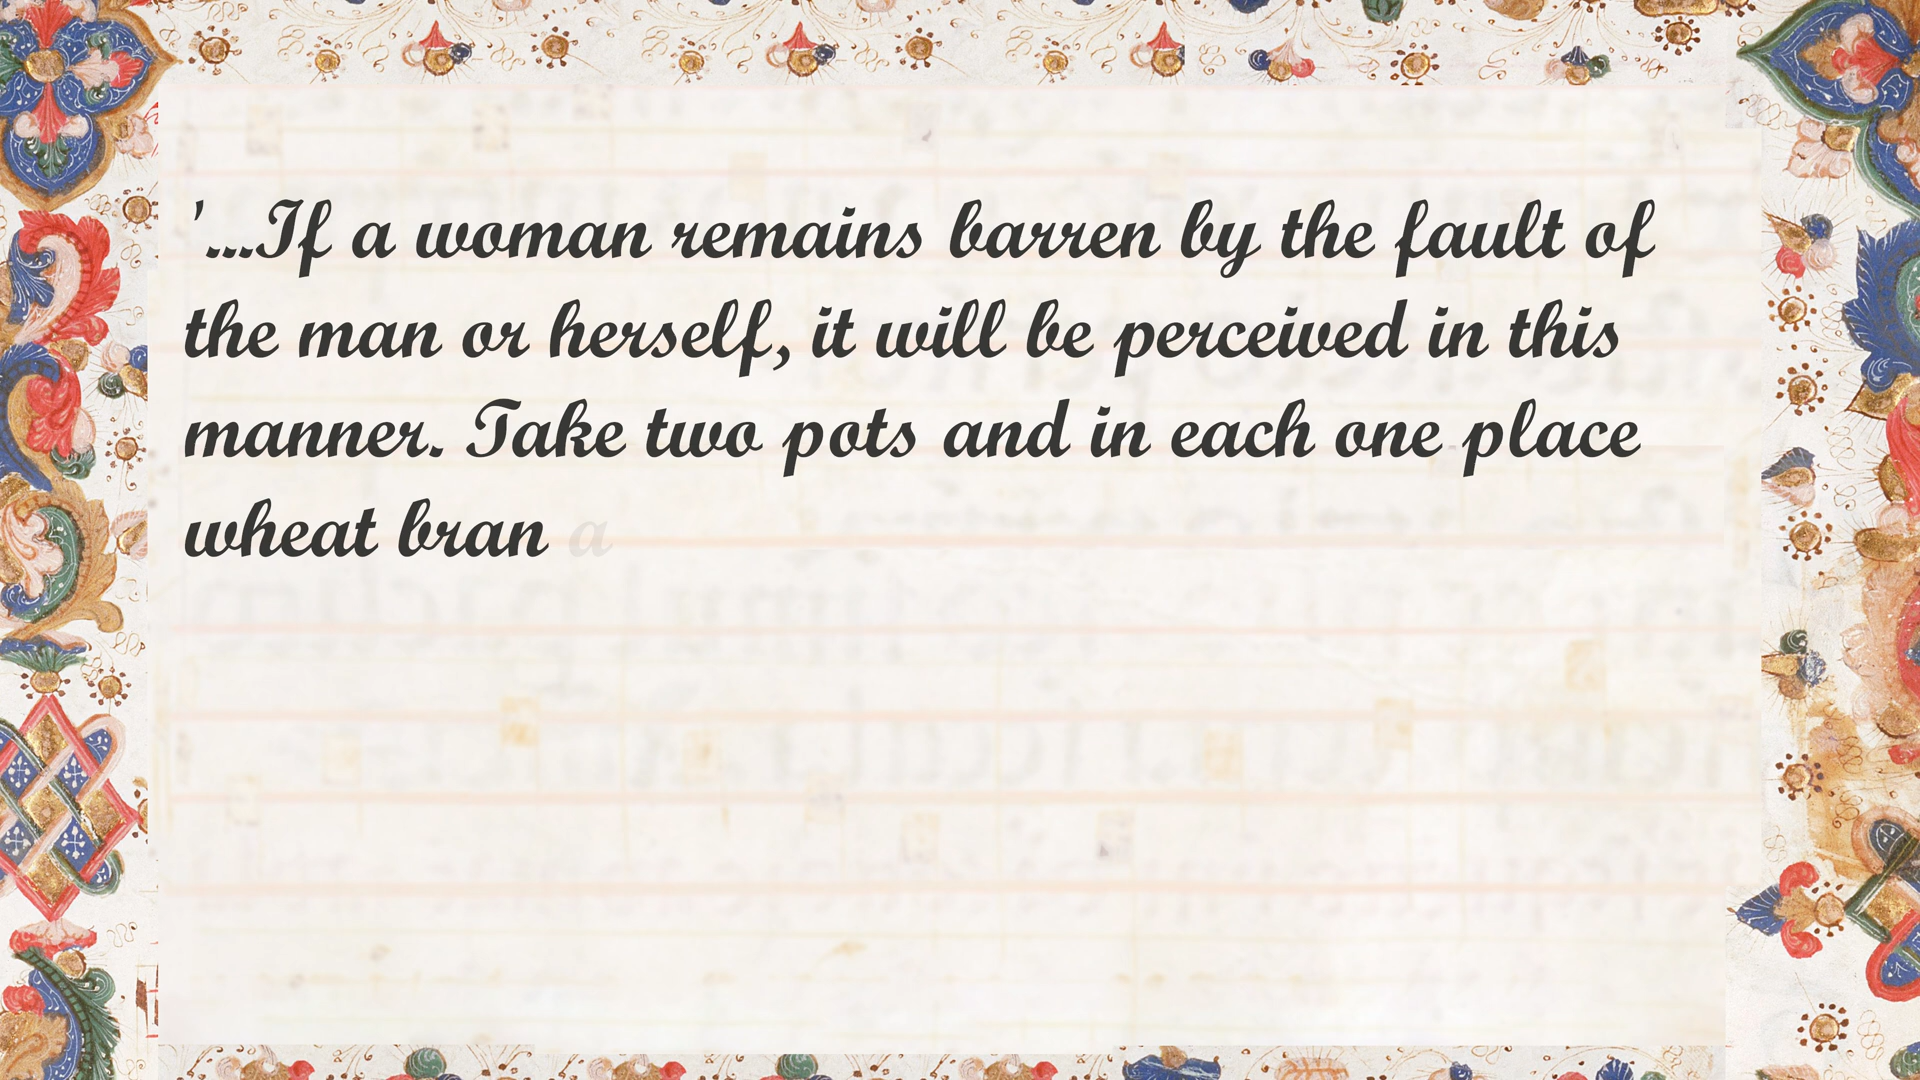 '...If a woman remains barren by the fault of
the man or herself, it will be perceived in this
manner. Take two pots and in each one place
wheat bran a